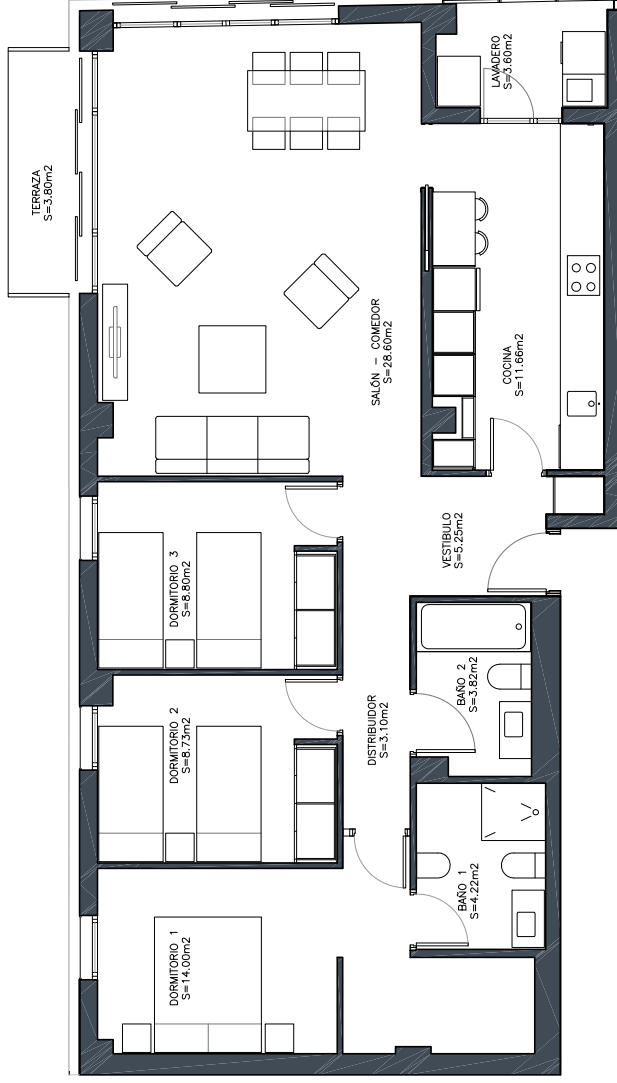 LAVADERO
S=3.60m2
TERRAZA
S=3.80m2
SALÓN - COMEDOR
S=28.60m2
COCINA
S=11.66m2
VESTIBULO
S=5.25m2
DORMITORIO 3
S=8.80m2
BAÑO 2
S=3.82m2
DORMITORIO 2
S=8.73m2
DISTRIBUIDOR
S=3.10m2
BAÑO 1
S=4.22m2
DORMITORIO 1
S=14.00m2